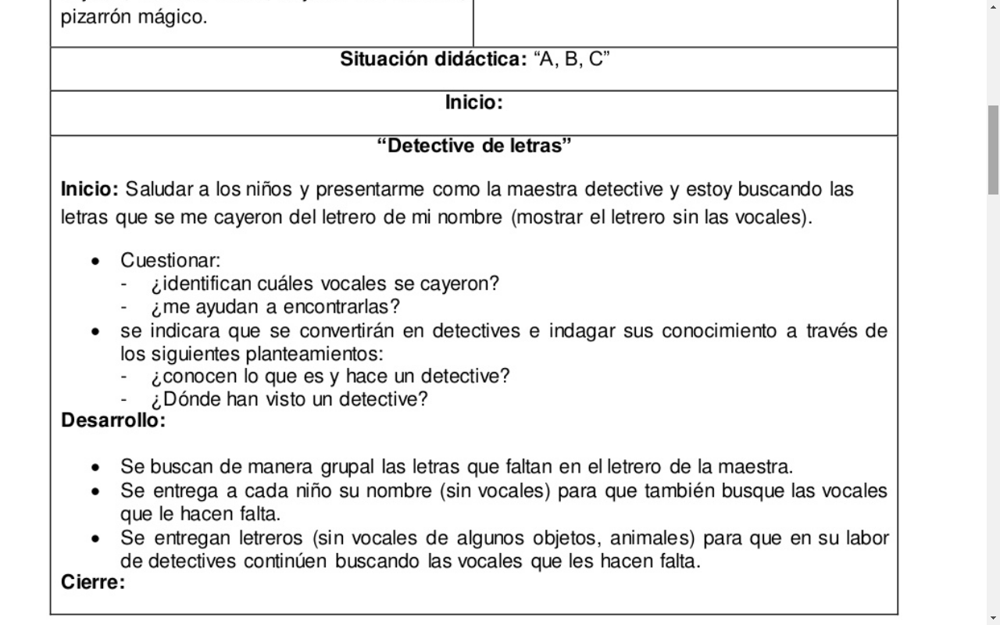 pizarrón mágico.
Situación didáctica: “A, B, C”
Inicio:
“Detective de letras”
Inicio: Saludar a los niños y presentarme como la maestra detective y estoy buscando las
letras que se me cayeron del letrero de mi nombre (mostrar el letrero sin las vocales).
• Cuestionar:
- ¿identifican cuáles vocales se cayeron?
- ¿me ayudan a encontrarlas?
• se indicara que se convertirán en detectives e indagar sus conocimiento a través de
los siguientes planteamientos:
- ¿conocen lo que es y hace un detective?
- ¿Dónde han visto un detective?
Desarrollo:
• Se buscan de manera grupal las letras que faltan en el letrero de la maestra.
• Se entrega a cada niño su nombre (sin vocales) para que también busque las vocales
que le hacen falta.
• Se entregan letreros (sin vocales de algunos objetos, animales) para que en su labor
de detectives continúen buscando las vocales que les hacen falta.
Cierre: